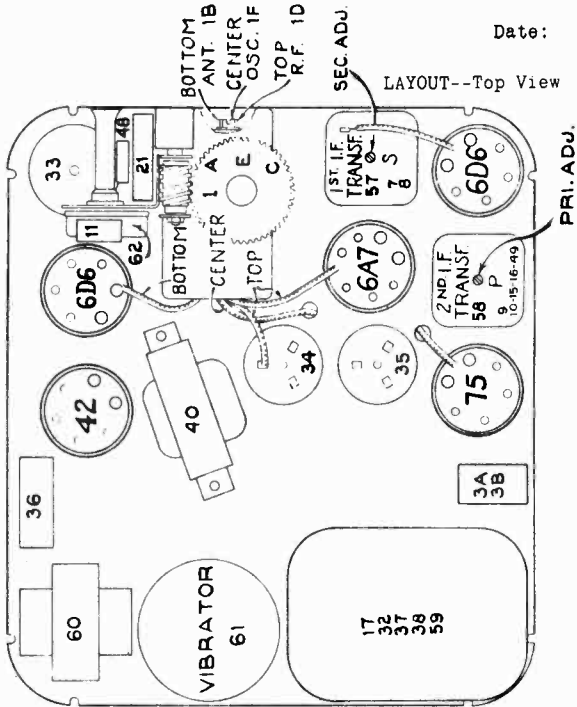 Date:
LAYOUT--Top View
BOTTOM
ANT. 1B
CENTER
OSC. 1F
TOP
R.F. 1D
SEC. ADJ.
33
48
21
11
62
A
1 E
C
BOTTOM
CENTER
TOP
1ST. I.F.
TRANSF.
57
S
7
8
6D6
6D6
6A7
2ND. I.F.
TRANSF.
58
P
9
10-15-16-49
PRI. ADJ.
42
40
34
35
75
36
3A
3B
60
VIBRATOR
61
17
32
37
38
59